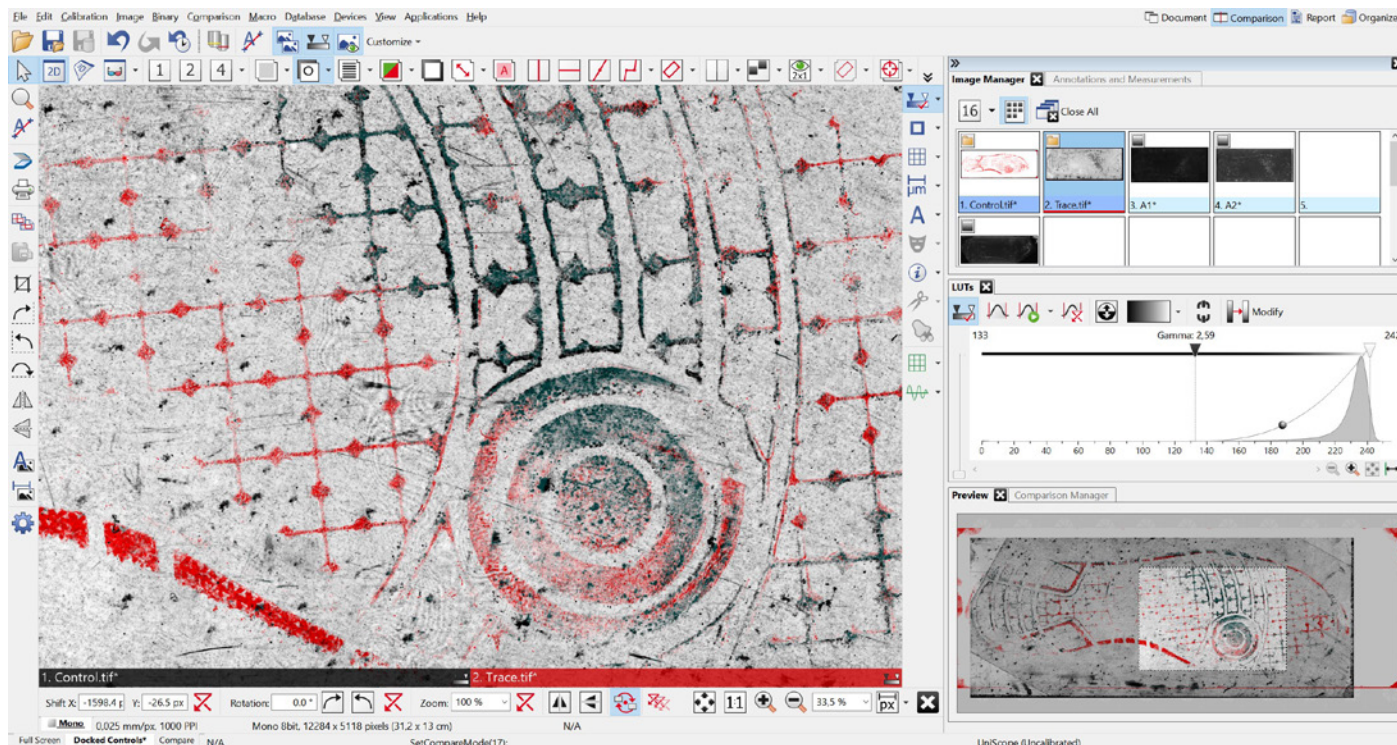 File Edit Calibration Image Binary Comparison Macro Database Devices View Applications Help
Document Comparison Report Organize
Customize
2D 1 2 4 A 2x1
Image Manager Annotations and Measurements
16 Close All
1. Control.tif* 2. Trace.tif* 3. A1* 4. A2* 5.
LUTs
Modify
133 Gamma: 2,59 242
0 20 40 60 80 100 120 140 160 180 200 220 240
Preview Comparison Manager
µm
A
1. Control.tif* 2. Trace.tif*
Shift X: -1598.4 Y: -26.5 px Rotation: 0.0° Zoom: 100 % 1:1 33,5 % px
Mono 0,025 mm/px, 1000 PPI Mono 8bit, 12284 x 5118 pixels (31,2 x 13 cm) N/A
Full Screen Docked Controls* Compare N/A SetCompareMode(17); UniScope (Uncalibrated)